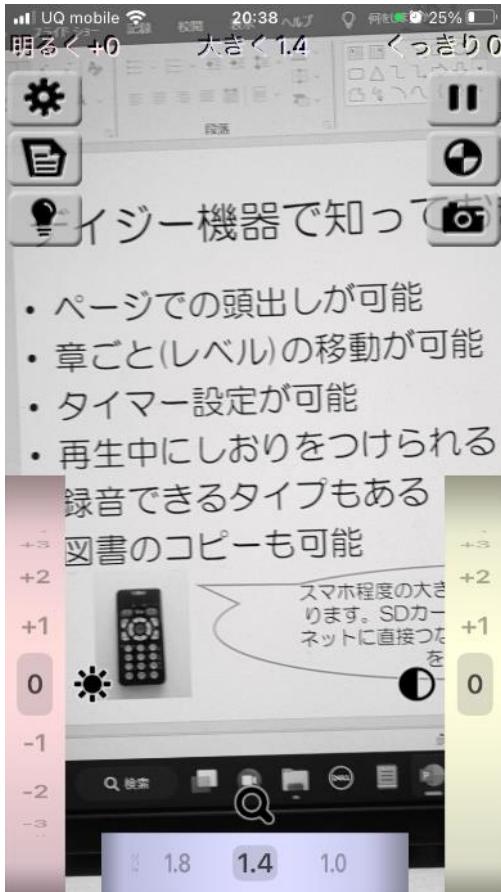 UQ mobile 20:38 25%
明るく+0 大きく1.4 くっきり0
段落
デイジー機器で知って
・ページでの頭出しが可能
・章ごと(レベル)の移動が可能
・タイマー設定が可能
・再生中にしおりをつけられる
録音できるタイプもある
図書のコピーも可能
スマホ程度の大き
ります。SDカー
ネットに直接つな
を
+3 +3
+2 +2
+1 +1
0 0
-1
-2
-3
検索
DELL
1.8 1.4 1.0